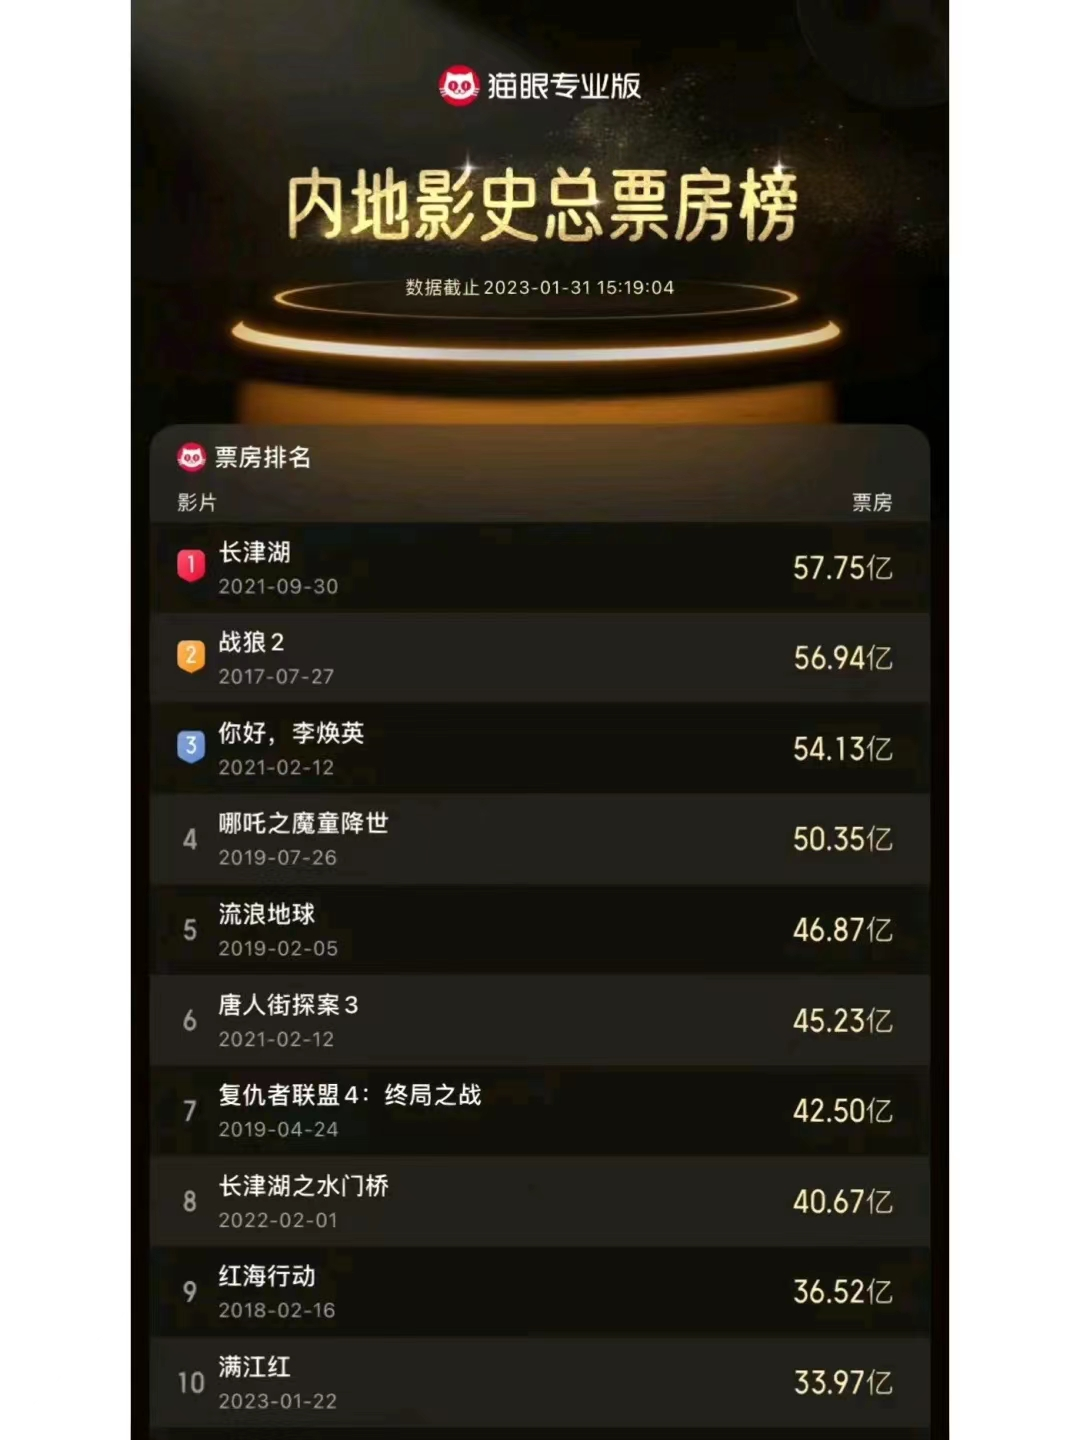 猫眼专业版
内地影史总票房榜
数据截止2023-01-31 15:19:04
票房排名
影片 票房
1 长津湖 57.75亿
2021-09-30
2 战狼2 56.94亿
2017-07-27
3 你好，李焕英 54.13亿
2021-02-12
4 哪吒之魔童降世 50.35亿
2019-07-26
5 流浪地球 46.87亿
2019-02-05
6 唐人街探案3 45.23亿
2021-02-12
7 复仇者联盟4：终局之战 42.50亿
2019-04-24
8 长津湖之水门桥 40.67亿
2022-02-01
9 红海行动 36.52亿
2018-02-16
10 满江红 33.97亿
2023-01-22